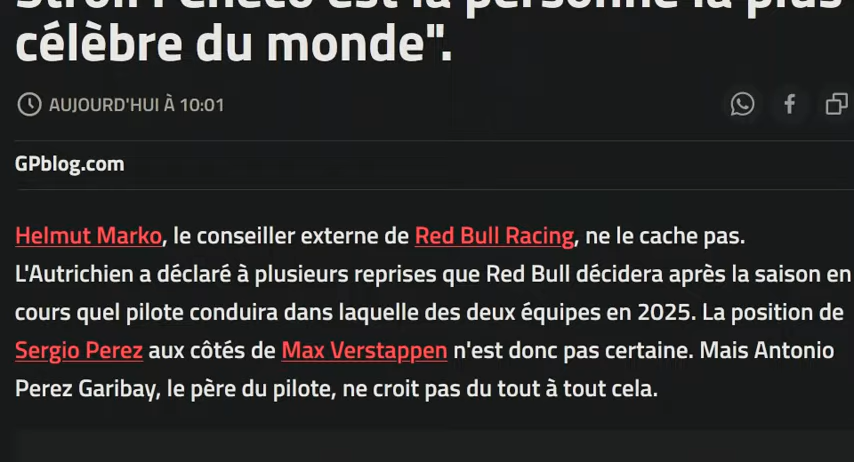 est la personne la plus
célèbre du monde".
AUJOURD'HUI À 10:01
GPblog.com
Helmut Marko, le conseiller externe de Red Bull Racing, ne le cache pas.
L'Autrichien a déclaré à plusieurs reprises que Red Bull décidera après la saison en
cours quel pilote conduira dans laquelle des deux équipes en 2025. La position de
Sergio Perez aux côtés de Max Verstappen n'est donc pas certaine. Mais Antonio
Perez Garibay, le père du pilote, ne croit pas du tout à tout cela.